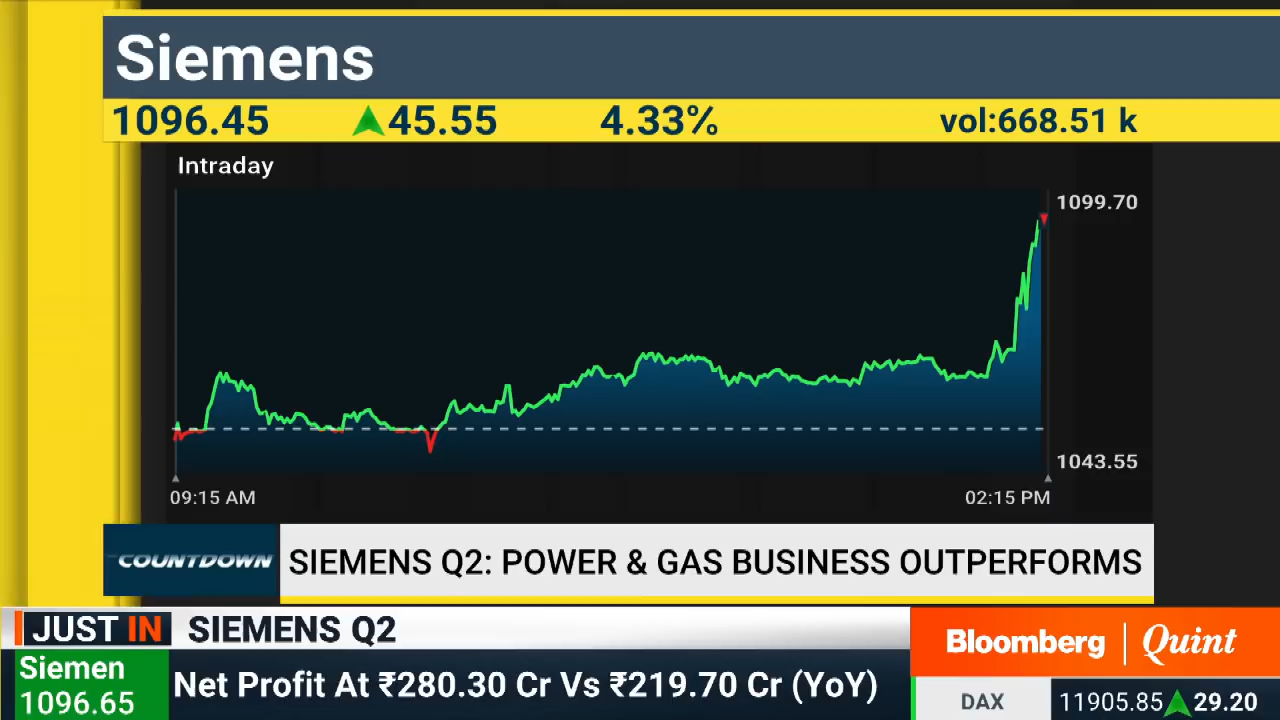 Siemens
1096.45 ▲45.55 4.33% vol:668.51 k
Intraday
1099.70
1043.55
09:15 AM 02:15 PM
COUNTDOWN
SIEMENS Q2: POWER & GAS BUSINESS OUTPERFORMS
JUST IN SIEMENS Q2
Siemen
1096.65
Net Profit At ₹280.30 Cr Vs ₹219.70 Cr (YoY)
Bloomberg | Quint
DAX 11905.85▲29.20